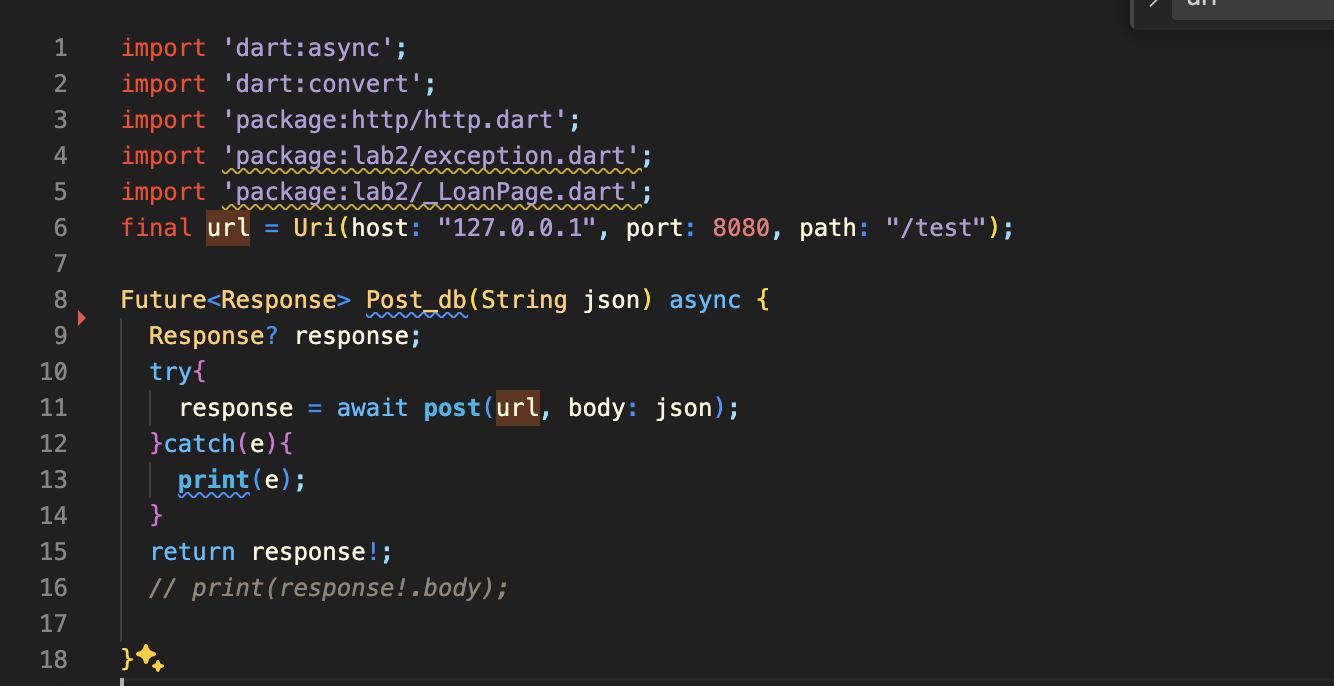 url
1 import 'dart:async';
2 import 'dart:convert';
3 import 'package:http/http.dart';
4 import 'package:lab2/exception.dart';
5 import 'package:lab2/_LoanPage.dart';
6 final url = Uri(host: "127.0.0.1", port: 8080, path: "/test");
7
8 Future<Response> Post_db(String json) async {
9   Response? response;
10   try{
11     response = await post(url, body: json);
12   }catch(e){
13     print(e);
14   }
15   return response!;
16   // print(response!.body);
17
18 }